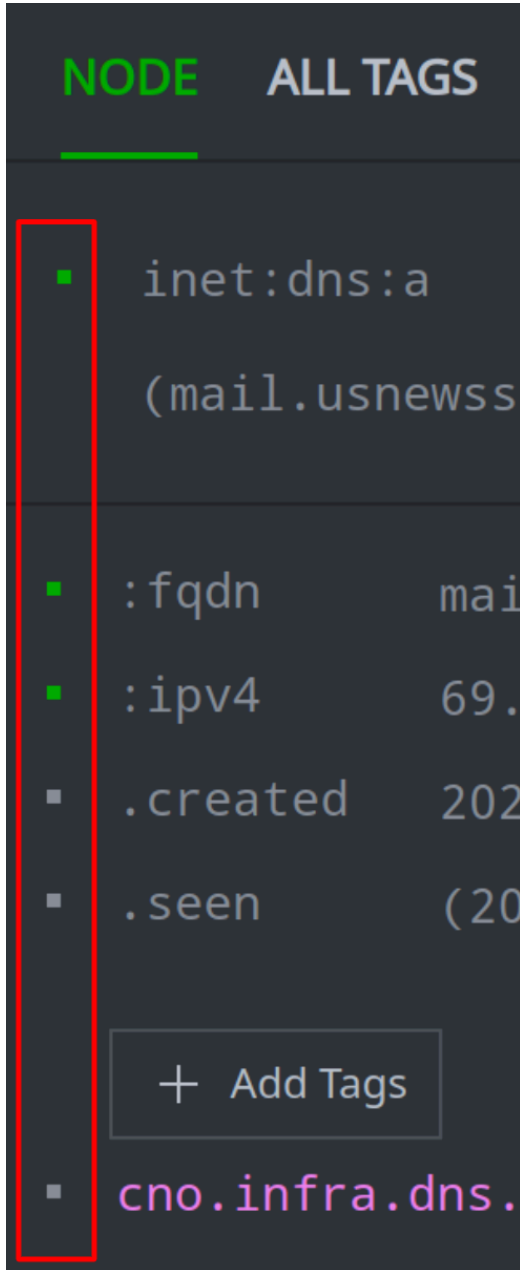 NODE ALL TAGS
inet:dns:a
(mail.usnewss
:fqdn mai
:ipv4 69.
.created 202
.seen (20
+ Add Tags
cno.infra.dns.